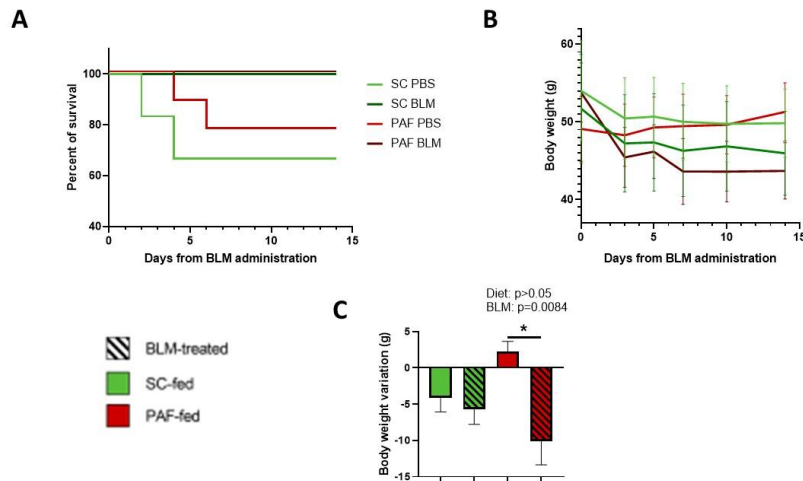 A
Percent of survival
100
80
60
40
0
5
10
15
Days from BLM administration
SC PBS
SC BLM
PAF PBS
PAF BLM
B
Body weight (g)
60
50
40
0
5
10
15
Days from BLM administration
C
Diet: p>0.05
BLM: p=0.0084
*
Body weight variation (g)
5
0
-5
-10
-15
BLM-treated
SC-fed
PAF-fed